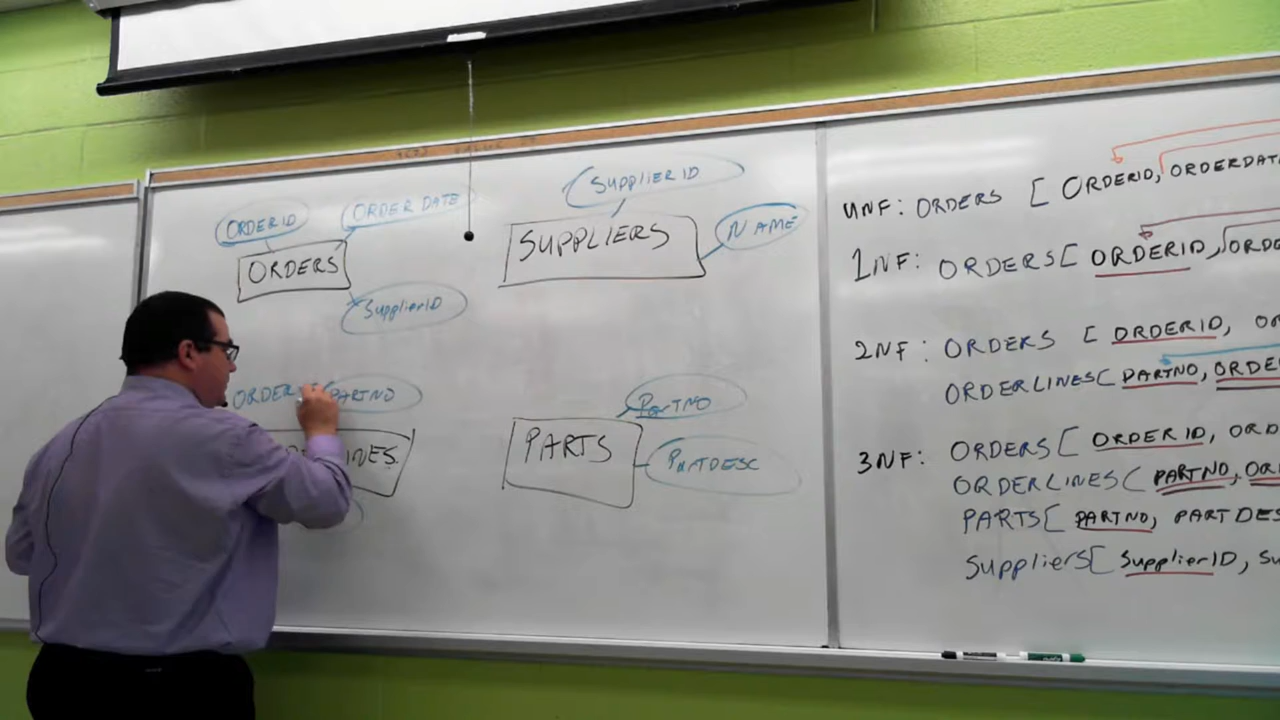 SupplierID
ORDERID
ORDER DATE
NAME
SUPPLIERS
ORDERS
SupplierID
PARTNO
PartNO
PARTS
PARTDESC
UNF: ORDERS [ ORDERID, ORDERDATE
1NF: ORDERS [ ORDERID,
2NF: ORDERS [ ORDERID,
ORDERLINES( PARTNO,
3NF: ORDERS [ ORDERID,
ORDERLINES ( PARTNO,
PARTS[ PARTNO,
SupplierS[ SupplierID,